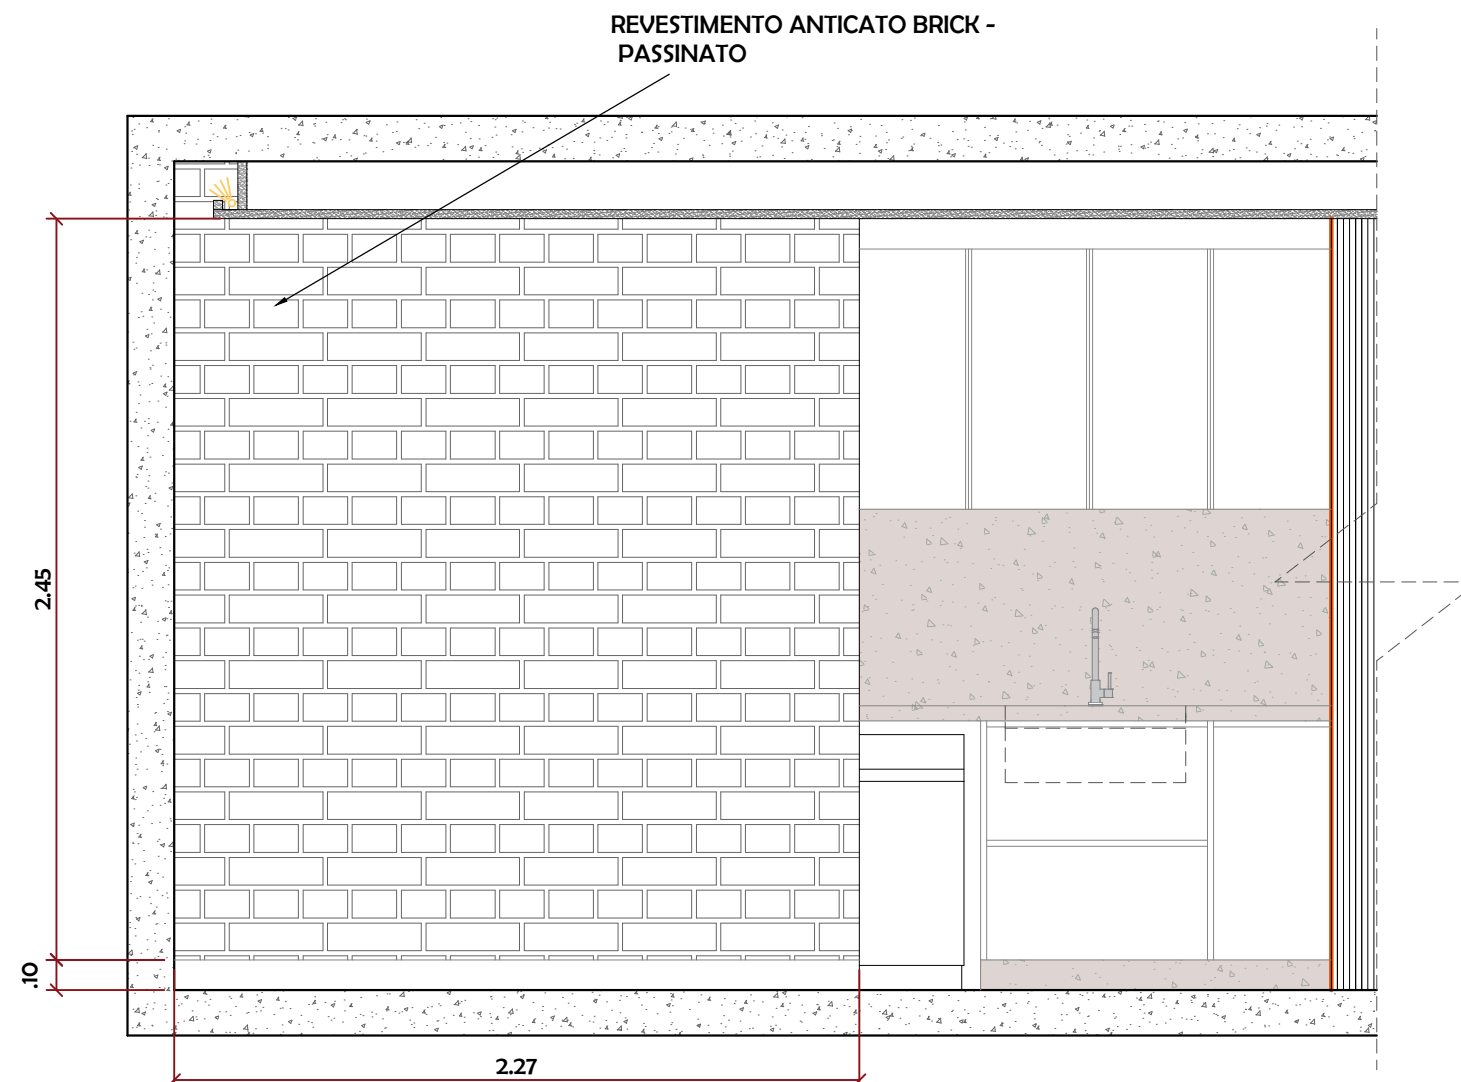 REVESTIMENTO ANTICATO BRICK -
PASSINATO
2.45
.10
2.27